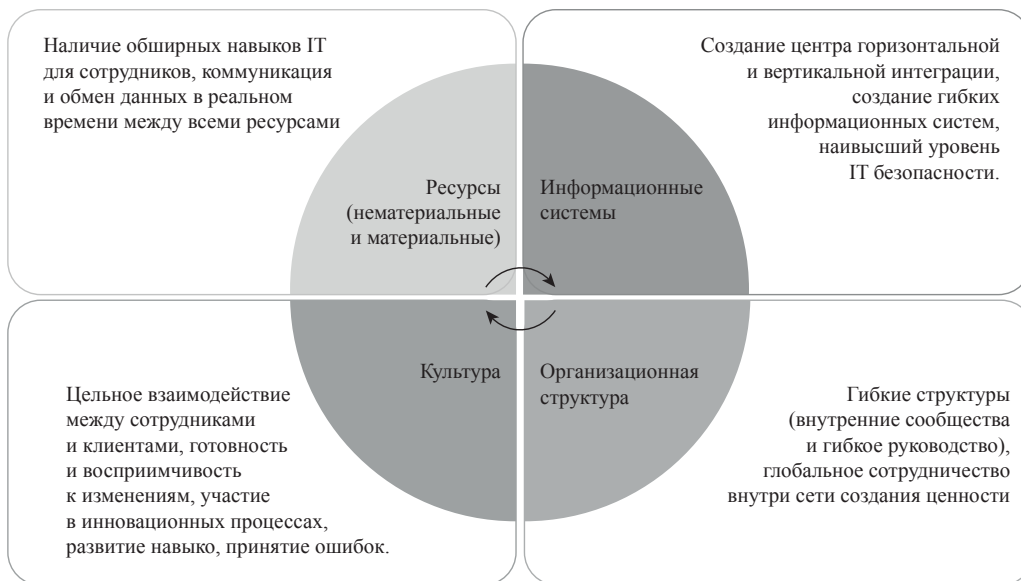 Наличие обширных навыков IT
для сотрудников, коммуникация
и обмен данных в реальном
времени между всеми ресурсами
Создание центра горизонтальной
и вертикальной интеграции,
создание гибких
информационных систем,
наивысший уровень
IT безопасности.
Ресурсы
(нематериальные
и материальные)
Информационные
системы
Культура
Организационная
структура
Цельное взаимодействие
между сотрудниками
и клиентами, готовность
и восприимчивость
к изменениям, участие
в инновационных процессах,
развитие навыко, принятие ошибок.
Гибкие структуры
(внутренние сообщества
и гибкое руководство),
глобальное сотрудничество
внутри сети создания ценности